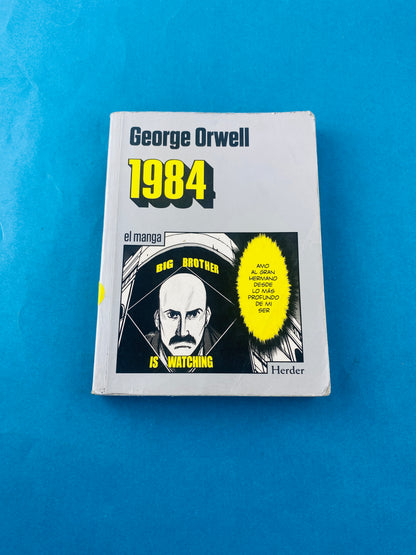 George Orwell
1984
el manga
BIG BROTHER
IS WATCHING
AMO
AL GRAN
HERMANO
DESDE
LO MÁS
PROFUNDO
DE MI
SER
Herder